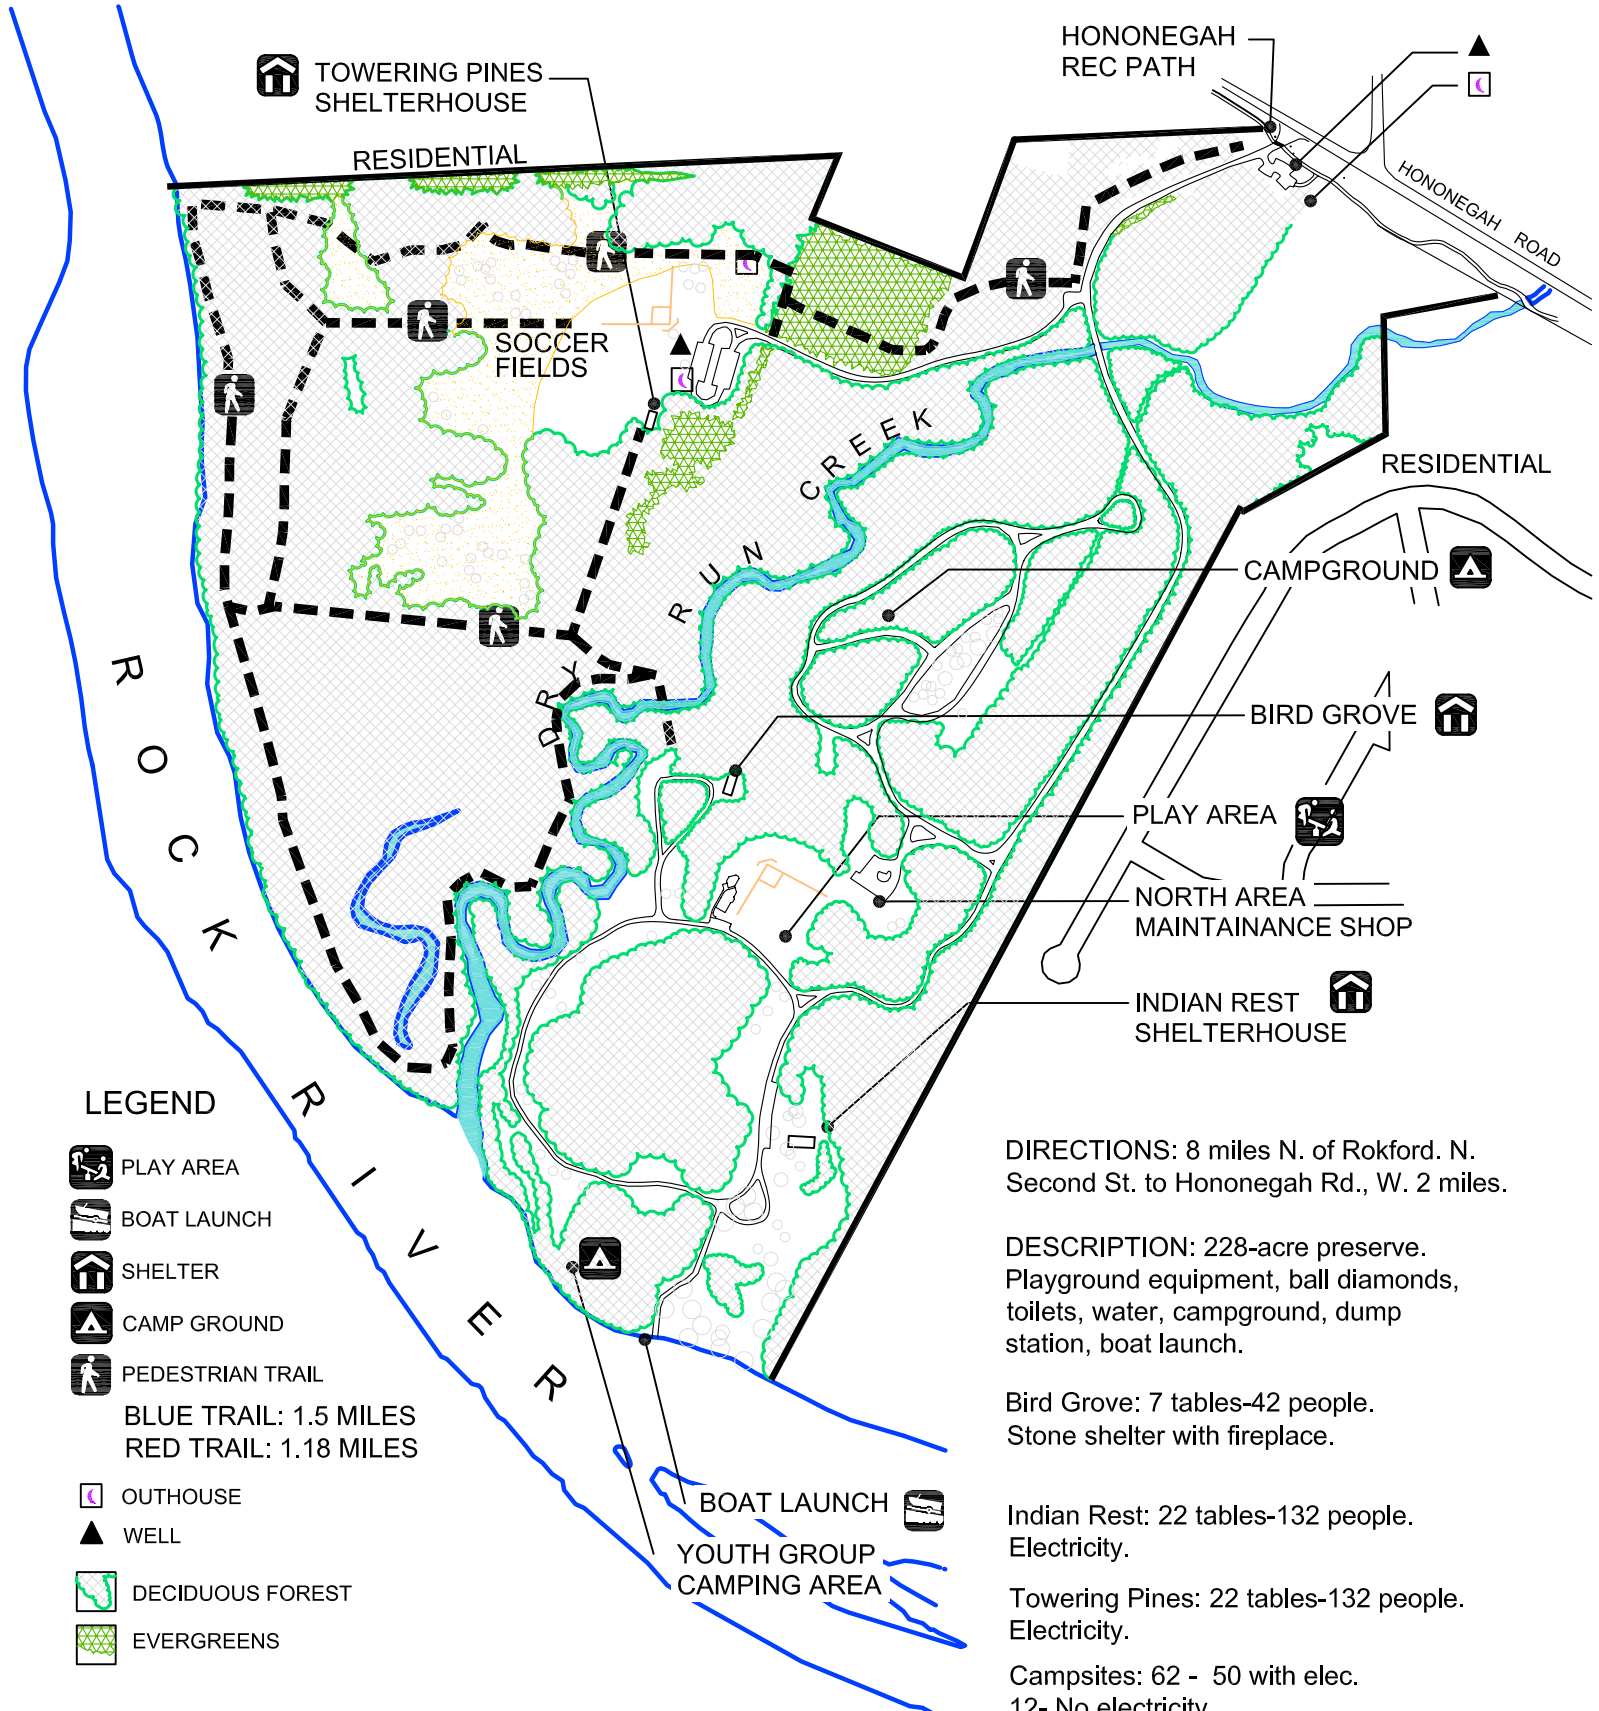 HONONEGAH
REC PATH
TOWERING PINES
SHELTERHOUSE
RESIDENTIAL
HONONEGAH ROAD
SOCCER
FIELDS
DRY RUN CREEK
RESIDENTIAL
CAMPGROUND
BIRD GROVE
PLAY AREA
NORTH AREA
MAINTAINANCE SHOP
INDIAN REST
SHELTERHOUSE
ROCK RIVER
LEGEND
PLAY AREA
BOAT LAUNCH
SHELTER
CAMP GROUND
PEDESTRIAN TRAIL
BLUE TRAIL: 1.5 MILES
RED TRAIL: 1.18 MILES
OUTHOUSE
WELL
DECIDUOUS FOREST
EVERGREENS
BOAT LAUNCH
YOUTH GROUP
CAMPING AREA
DIRECTIONS: 8 miles N. of Rokford. N.
Second St. to Hononegah Rd., W. 2 miles.
DESCRIPTION: 228-acre preserve.
Playground equipment, ball diamonds,
toilets, water, campground, dump
station, boat launch.
Bird Grove: 7 tables-42 people.
Stone shelter with fireplace.
Indian Rest: 22 tables-132 people.
Electricity.
Towering Pines: 22 tables-132 people.
Electricity.
Campsites: 62 - 50 with elec.
12- No electricity